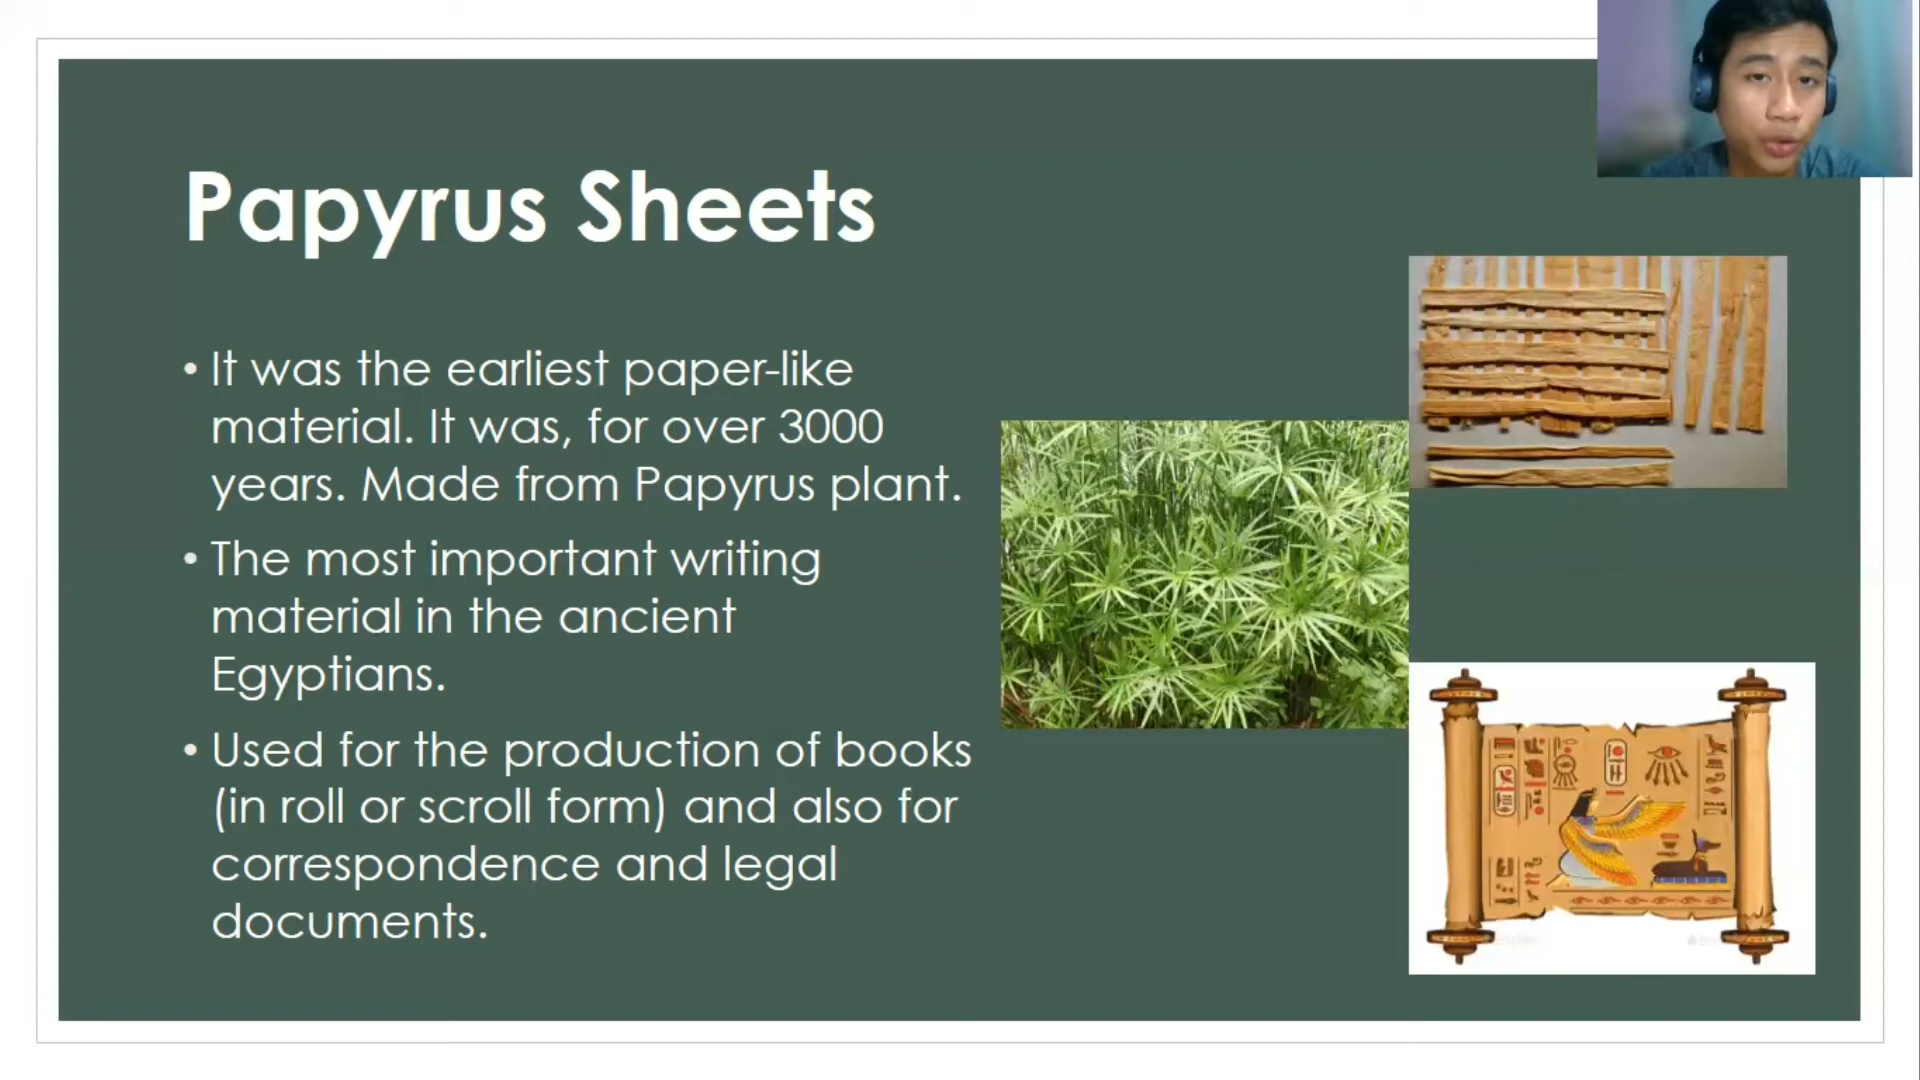 Papyrus Sheets
• It was the earliest paper-like
material. It was, for over 3000
years. Made from Papyrus plant.
• The most important writing
material in the ancient
Egyptians.
• Used for the production of books
(in roll or scroll form) and also for
correspondence and legal
documents.